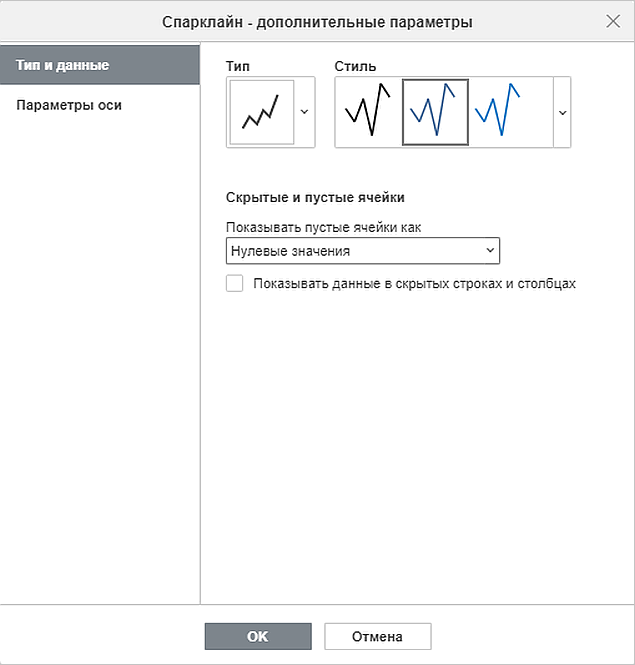 Спарклайн - дополнительные параметры
Тип и данные
Параметры оси
Тип
Стиль
Скрытые и пустые ячейки
Показывать пустые ячейки как
Нулевые значения
Показывать данные в скрытых строках и столбцах
OK
Отмена